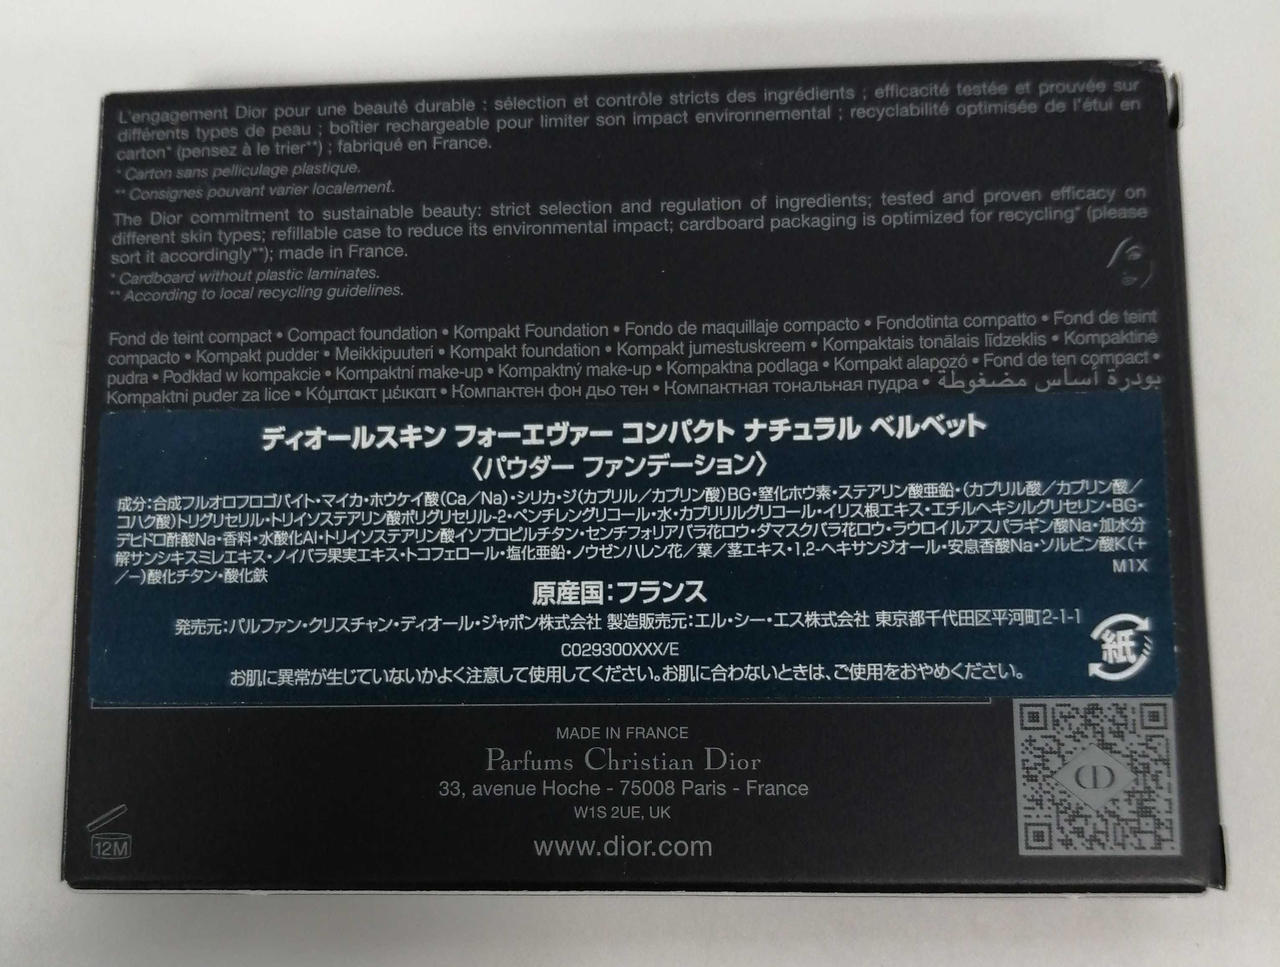 L'engagement Dior pour une beauté durable : sélection et contrôle stricts des ingrédients ; efficacité testée et prouvée sur
différents types de peau ; boîtier rechargeable pour limiter son impact environnemental ; recyclabilité optimisée de l'étui en
carton* (pensez à le trier**) ; fabriqué en France.
* Carton sans pelliculage plastique.
** Consignes pouvant varier localement.
The Dior commitment to sustainable beauty: strict selection and regulation of ingredients; tested and proven efficacy on
different skin types; refillable case to reduce its environmental impact; cardboard packaging is optimized for recycling* (please
sort it accordingly**); made in France.
* Cardboard without plastic laminates.
** According to local recycling guidelines.
Fond de teint compact • Compact foundation • Kompakt Foundation • Fondo de maquillaje compacto • Fondotinta compatto • Fond de teint
compacto • Kompakt pudder • Meikkipuuteri • Kompakt foundation • Kompakt jumestuskreem • Kompaktais tonālais līdzeklis • Kompaktinė
pudra • Podkład w kompakcie • Kompaktní make-up • Kompaktný make-up • Kompaktna podlaga • Kompakt alapozó • Fond de ten compact •
Kompaktni puder za lice • Κόμπακτ μέικαπ • Компактен фон дьо тен • Компактная тональная пудра • بودرة أساس مضغوطة
ディオールスキン フォーエヴァー コンパクト ナチュラル ベルベット
〈パウダー ファンデーション〉
成分:合成フルオロフロゴパイト・マイカ・ホウケイ酸(Ca/Na)・シリカ・ジ(カプリル/カプリン酸)BG・窒化ホウ素・ステアリン酸亜鉛・(カプリル酸/カプリン酸/
コハク酸)トリグリセリル・トリイソステアリン酸ポリグリセリル-2・ペンチレングリコール・水・カプリリルグリコール・イリス根エキス・エチルヘキシルグリセリン・BG・
デヒドロ酢酸Na・香料・水酸化Al・トリイソステアリン酸イソプロピルチタン・センチフォリアバラ花ロウ・ダマスクバラ花ロウ・ラウロイルアスパラギン酸Na・加水分
解サンシキスミレエキス・ノイバラ果実エキス・トコフェロール・塩化亜鉛・ノウゼンハレン花/葉/茎エキス・1,2-ヘキサンジオール・安息香酸Na・ソルビン酸K(+
/-)酸化チタン・酸化鉄
M1X
原産国:フランス
発売元:パルファン・クリスチャン・ディオール・ジャポン株式会社 製造販売元:エル・シー・エス株式会社 東京都千代田区平河町2-1-1
C029300XXX/E
お肌に異常が生じていないかよく注意して使用してください。お肌に合わないときは、ご使用をおやめください。
紙
MADE IN FRANCE
Parfums Christian Dior
33, avenue Hoche - 75008 Paris - France
W1S 2UE, UK
www.dior.com
12M
CD